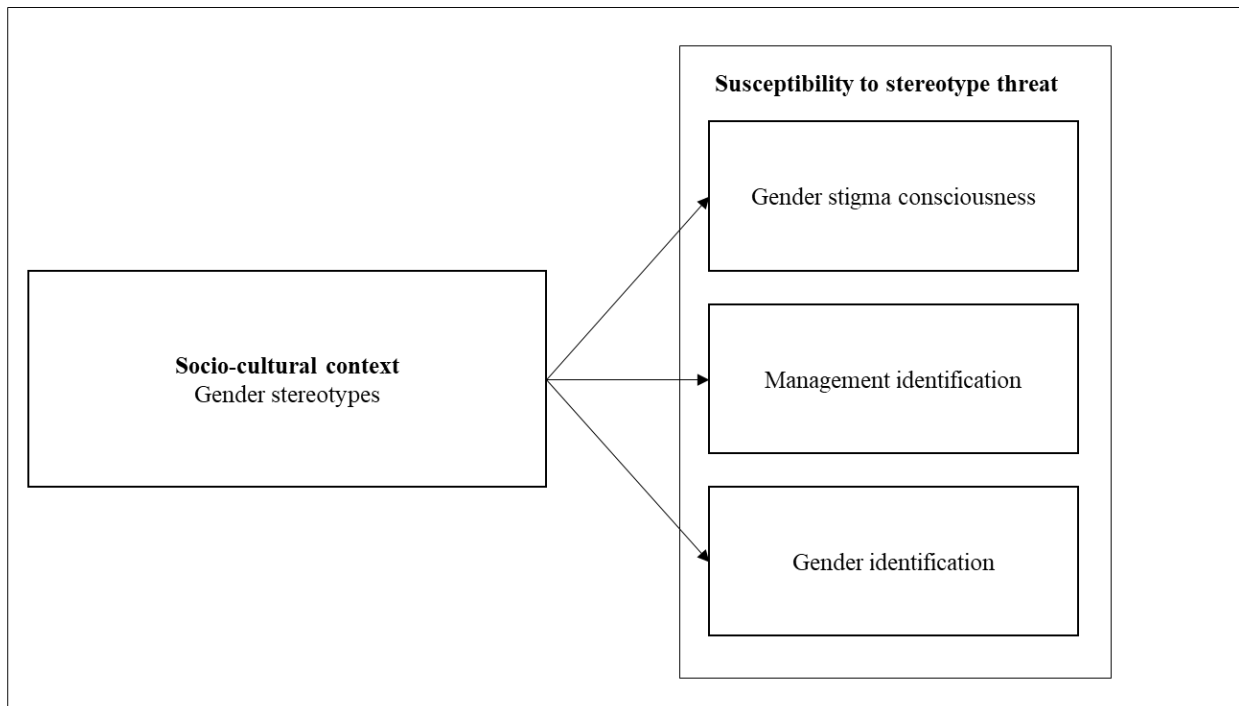 Susceptibility to stereotype threat
Gender stigma consciousness
Socio-cultural context
Gender stereotypes
Management identification
Gender identification